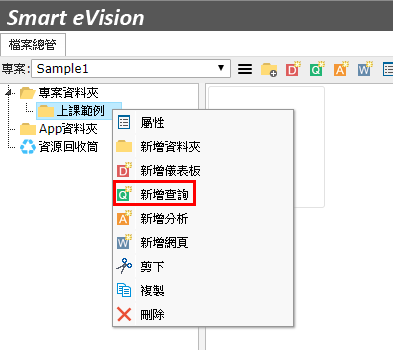 Smart eVision
檔案總管
專案: Sample1
專案資料夾
上課範例
App資料夾
資源回收筒
屬性
新增資料夾
新增儀表板
新增查詢
新增分析
新增網頁
剪下
複製
刪除